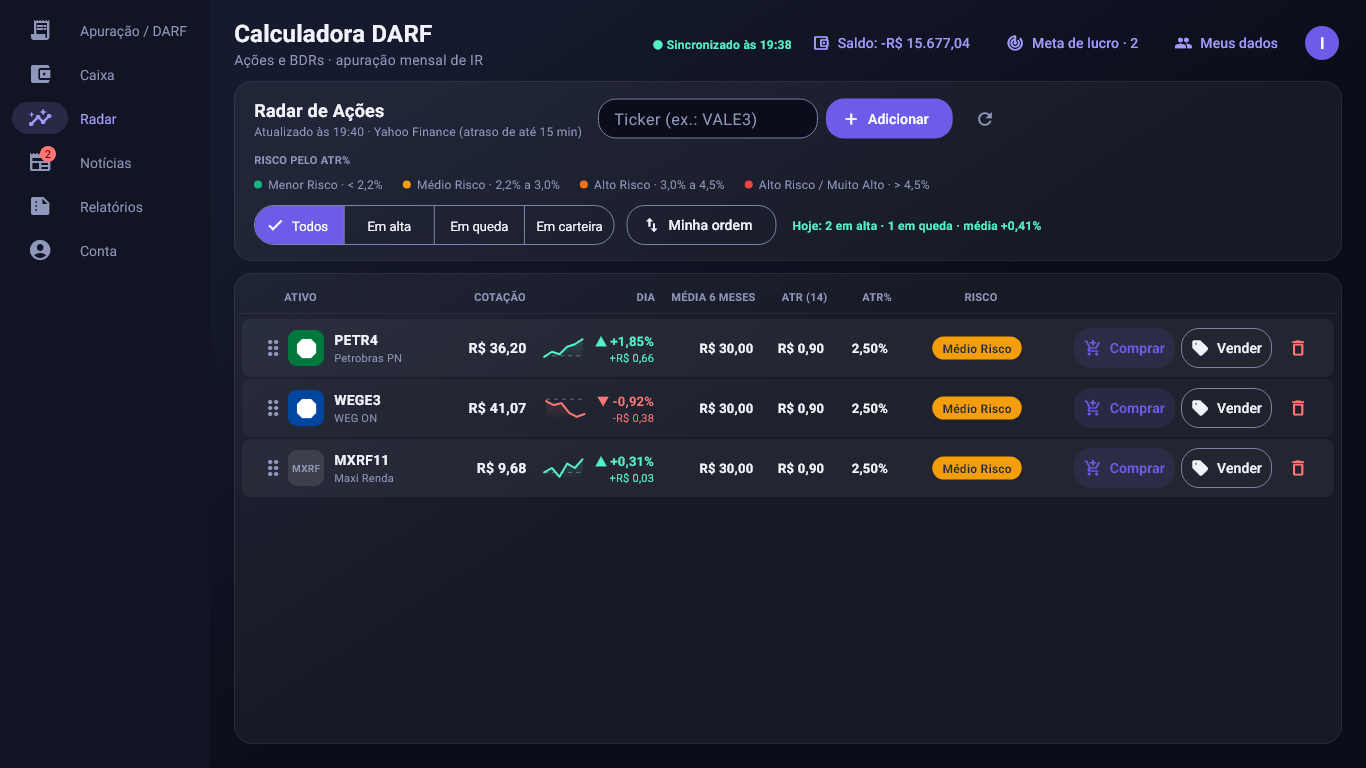 Apuração / DARF
Caixa
Radar
2
Notícias
Relatórios
Conta
Calculadora DARF
Ações e BDRs · apuração mensal de IR
Sincronizado às 19:38
Saldo: -R$ 15.677,04
Meta de lucro · 2
Meus dados
I
Radar de Ações
Atualizado às 19:40 · Yahoo Finance (atraso de até 15 min)
Ticker (ex.: VALE3)
Adicionar
RISCO PELO ATR%
Menor Risco · < 2,2%
Médio Risco · 2,2% a 3,0%
Alto Risco · 3,0% a 4,5%
Alto Risco / Muito Alto · > 4,5%
Todos
Em alta
Em queda
Em carteira
Minha ordem
Hoje: 2 em alta · 1 em queda · média +0,41%
ATIVO COTAÇÃO DIA MÉDIA 6 MESES ATR (14) ATR% RISCO
PETR4 R$ 36,20 +1,85% R$ 30,00 R$ 0,90 2,50% Médio Risco Comprar Vender
Petrobras PN +R$ 0,66
WEGE3 R$ 41,07 -0,92% R$ 30,00 R$ 0,90 2,50% Médio Risco Comprar Vender
WEG ON -R$ 0,38
MXRF MXRF11 R$ 9,68 +0,31% R$ 30,00 R$ 0,90 2,50% Médio Risco Comprar Vender
Maxi Renda +R$ 0,03